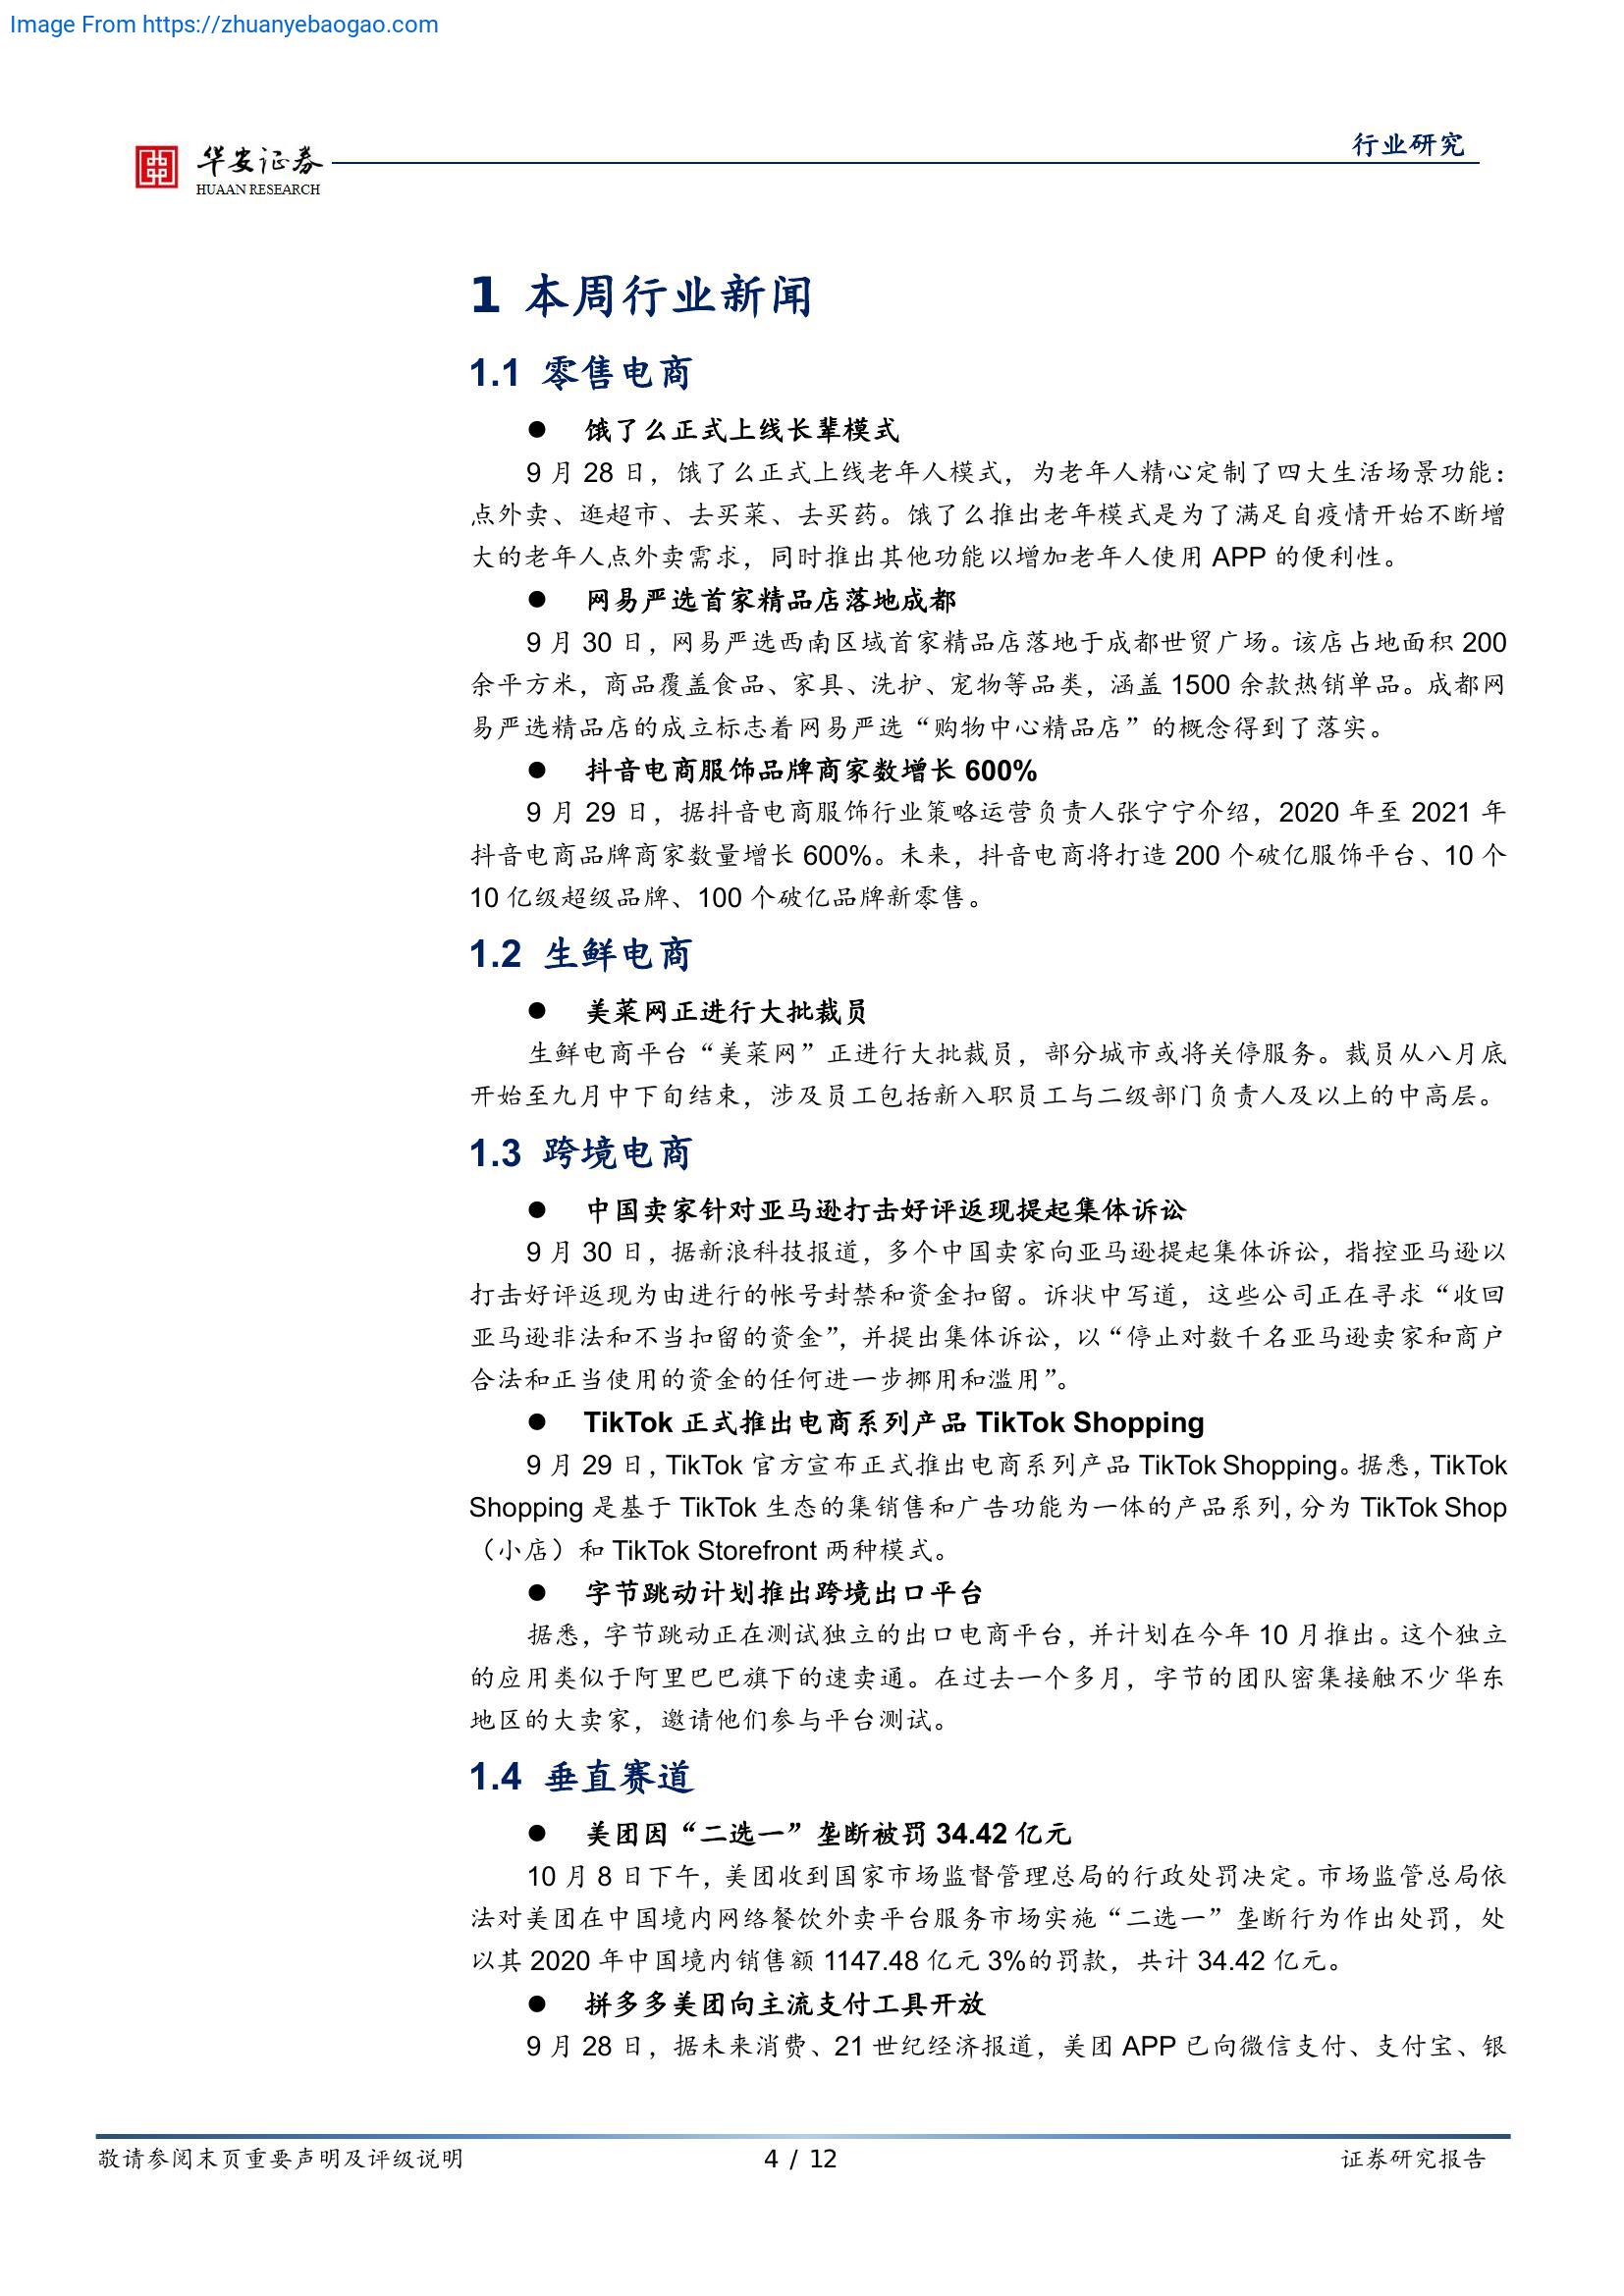 Image From https://zhuanyebaogao.com
华安证券
HUAAN RESEARCH
行业研究
1 本周行业新闻
1.1 零售电商
● 饿了么正式上线长辈模式
9 月 28 日，饿了么正式上线老年人模式，为老年人精心定制了四大生活场景功能：
点外卖、逛超市、去买菜、去买药。饿了么推出老年模式是为了满足自疫情开始不断增
大的老年人点外卖需求，同时推出其他功能以增加老年人使用 APP 的便利性。
● 网易严选首家精品店落地成都
9 月 30 日，网易严选西南区域首家精品店落地于成都世贸广场。该店占地面积 200
余平方米，商品覆盖食品、家具、洗护、宠物等品类，涵盖 1500 余款热销单品。成都网
易严选精品店的成立标志着网易严选“购物中心精品店”的概念得到了落实。
● 抖音电商服饰品牌商家数增长 600%
9 月 29 日，据抖音电商服饰行业策略运营负责人张宁宁介绍，2020 年至 2021 年
抖音电商品牌商家数量增长 600%。未来，抖音电商将打造 200 个破亿服饰平台、10 个
10 亿级超级品牌、100 个破亿品牌新零售。
1.2 生鲜电商
● 美菜网正进行大批裁员
生鲜电商平台“美菜网”正进行大批裁员，部分城市或将关停服务。裁员从八月底
开始至九月中下旬结束，涉及员工包括新入职员工与二级部门负责人及以上的中高层。
1.3 跨境电商
● 中国卖家针对亚马逊打击好评返现提起集体诉讼
9 月 30 日，据新浪科技报道，多个中国卖家向亚马逊提起集体诉讼，指控亚马逊以
打击好评返现为由进行的帐号封禁和资金扣留。诉状中写道，这些公司正在寻求“收回
亚马逊非法和不当扣留的资金”，并提出集体诉讼，以“停止对数千名亚马逊卖家和商户
合法和正当使用的资金的任何进一步挪用和滥用”。
● TikTok 正式推出电商系列产品 TikTok Shopping
9 月 29 日，TikTok 官方宣布正式推出电商系列产品 TikTok Shopping。据悉，TikTok
Shopping 是基于 TikTok 生态的集销售和广告功能为一体的产品系列，分为 TikTok Shop
（小店）和 TikTok Storefront 两种模式。
● 字节跳动计划推出跨境出口平台
据悉，字节跳动正在测试独立的出口电商平台，并计划在今年 10 月推出。这个独立
的应用类似于阿里巴巴旗下的速卖通。在过去一个多月，字节的团队密集接触不少华东
地区的大卖家，邀请他们参与平台测试。
1.4 垂直赛道
● 美团因“二选一”垄断被罚 34.42 亿元
10 月 8 日下午，美团收到国家市场监督管理总局的行政处罚决定。市场监管总局依
法对美团在中国境内网络餐饮外卖平台服务市场实施“二选一”垄断行为作出处罚，处
以其 2020 年中国境内销售额 1147.48 亿元 3%的罚款，共计 34.42 亿元。
● 拼多多美团向主流支付工具开放
9 月 28 日，据未来消费、21 世纪经济报道，美团 APP 已向微信支付、支付宝、银
敬请参阅末页重要声明及评级说明
4 / 12
证券研究报告